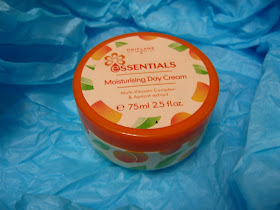 ORIFLAME
ESSENTIALS
Moisturising Day Cream
Multi-Vitamin Complex
& Apricot extract
e 75ml 2.5 fl.oz.